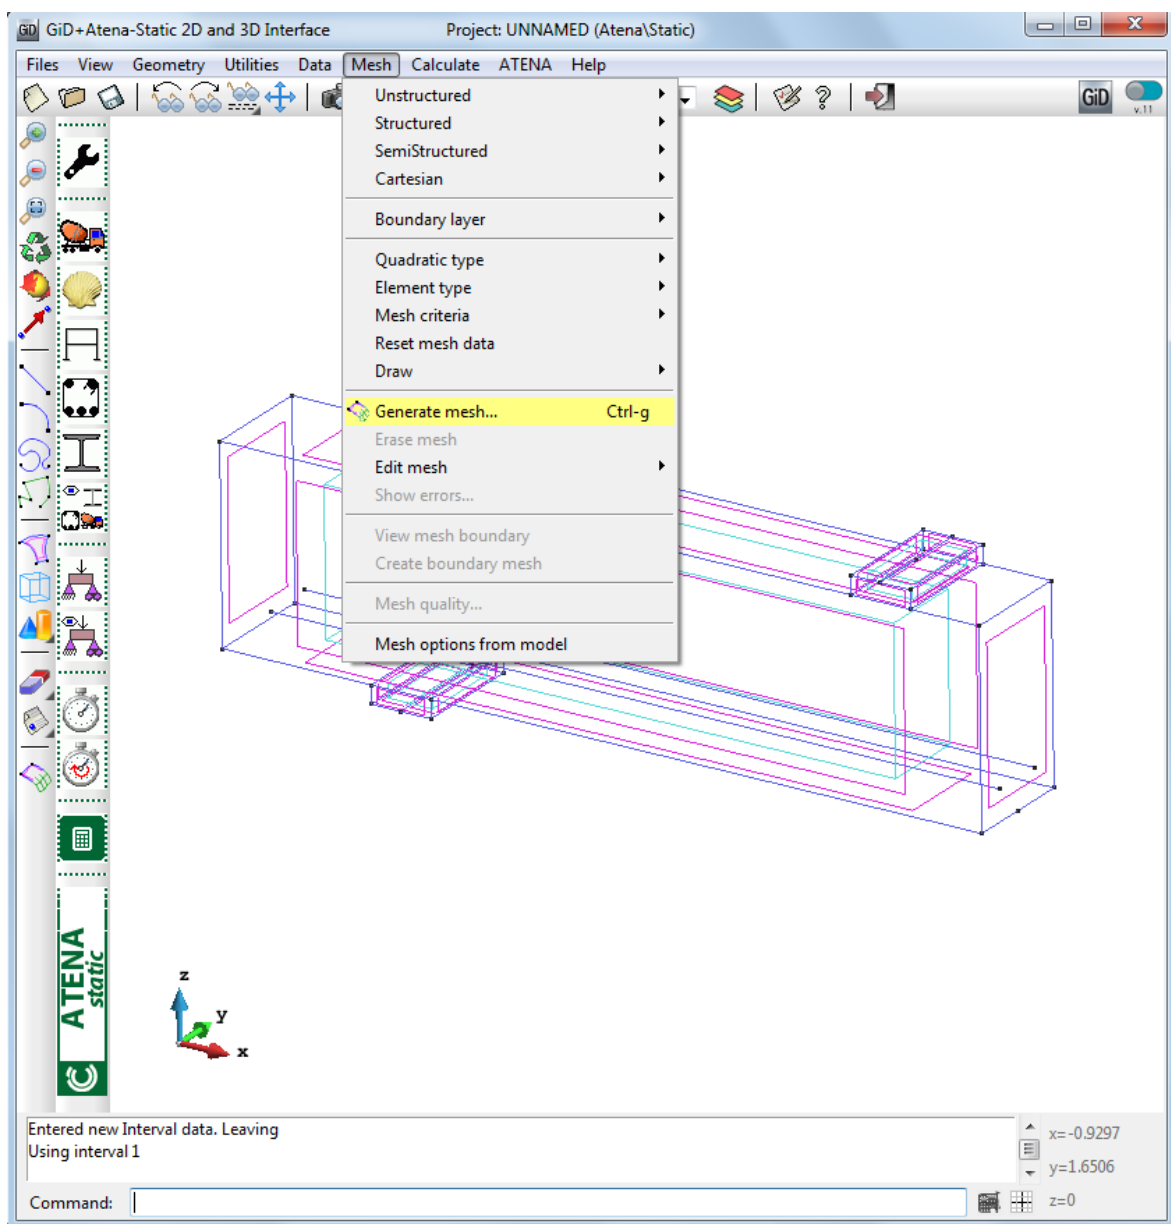 GiD GiD+Atena-Static 2D and 3D Interface Project: UNNAMED (Atena\Static)
Files View Geometry Utilities Data Mesh Calculate ATENA Help
GiD
v.11
Unstructured
Structured
SemiStructured
Cartesian
Boundary layer
Quadratic type
Element type
Mesh criteria
Reset mesh data
Draw
Generate mesh... Ctrl-g
Erase mesh
Edit mesh
Show errors...
View mesh boundary
Create boundary mesh
Mesh quality...
Mesh options from model
ATENA
static
z
y
x
Entered new Interval data. Leaving
Using interval 1
x=-0.9297
y=1.6506
Command:
z=0